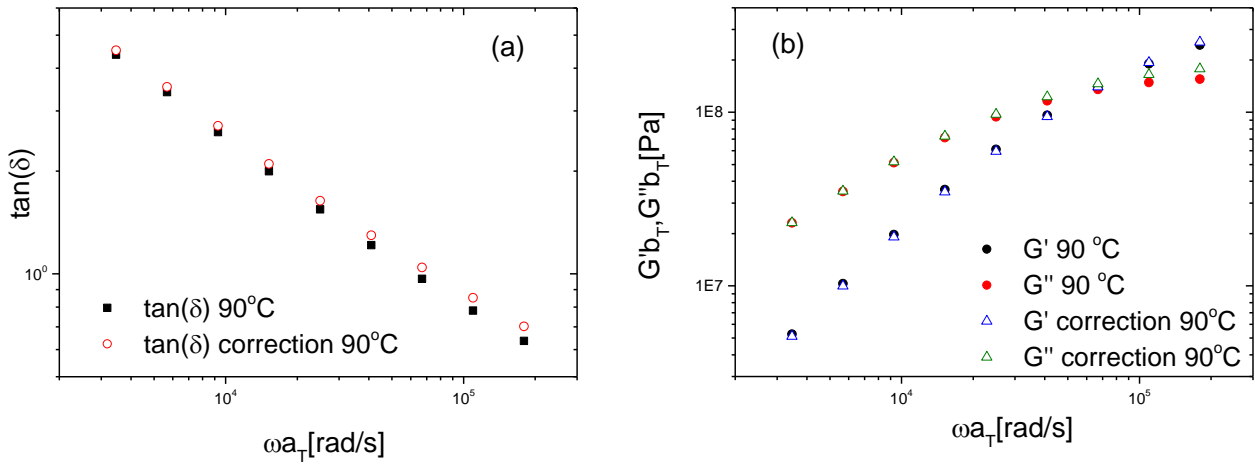 (a)
tan(δ)
10⁰
tan(δ) 90°C
tan(δ) correction 90°C
10⁴
10⁵
ωa_T[rad/s]
(b)
G'b_T,G''b_T[Pa]
1E8
1E7
G' 90 °C
G'' 90 °C
G' correction 90°C
G'' correction 90°C
10⁴
10⁵
ωa_T[rad/s]